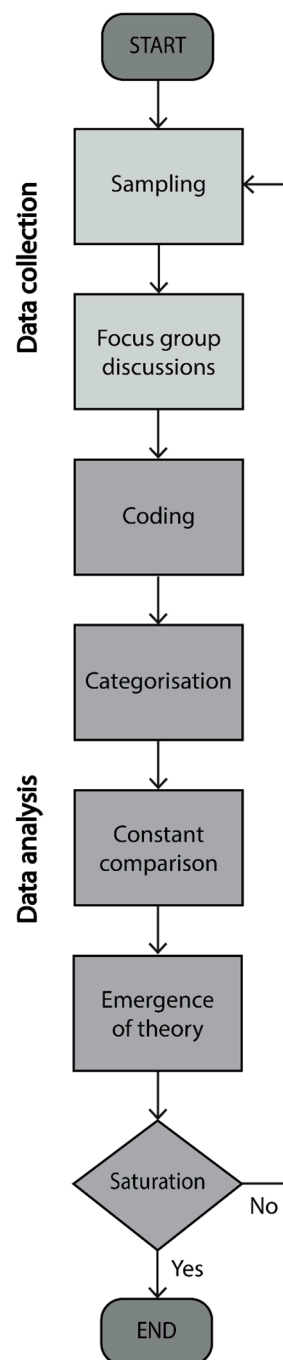 START
Sampling
Data collection
Focus group
discussions
Coding
Categorisation
Data analysis
Constant
comparison
Emergence
of theory
Saturation
No
Yes
END